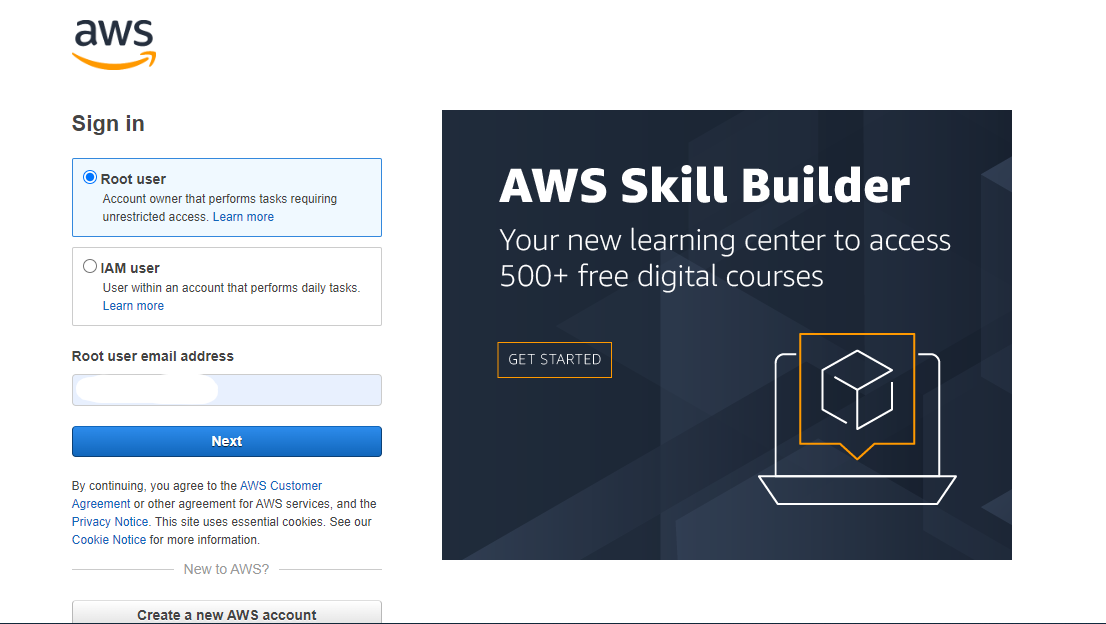 aws
Sign in
Root user
Account owner that performs tasks requiring
unrestricted access. Learn more
IAM user
User within an account that performs daily tasks.
Learn more
Root user email address
Next
By continuing, you agree to the AWS Customer
Agreement or other agreement for AWS services, and the
Privacy Notice. This site uses essential cookies. See our
Cookie Notice for more information.
New to AWS?
Create a new AWS account
AWS Skill Builder
Your new learning center to access
500+ free digital courses
GET STARTED